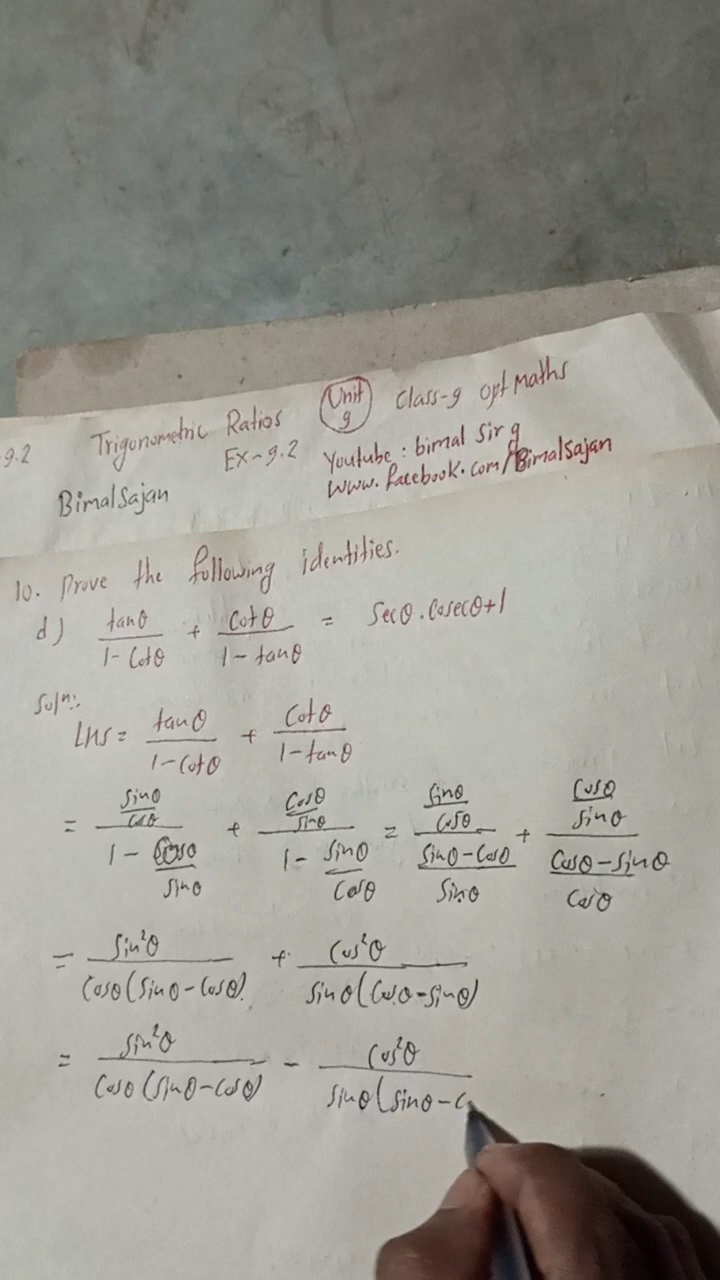 9.2 Trigonometric Ratios Unit 9 Class-9 opt Maths
Ex-9.2 Youtube : bimal Sir g
BimalSajan www.facebook.com/BimalSajan
10. Prove the following identities.
d) tanθ/(1-Cotθ) + Cotθ/(1-tanθ) = Secθ.Cosecθ+1
Solⁿ:
LHS = tanθ/(1-Cotθ) + Cotθ/(1-tanθ)
= (Sinθ/Cosθ)/(1-Cosθ/Sinθ) + (Cosθ/Sinθ)/(1-Sinθ/Cosθ) = (Sinθ/Cosθ)/((Sinθ-Cosθ)/Sinθ) + (Cosθ/Sinθ)/((Cosθ-Sinθ)/Cosθ)
= Sin²θ/(Cosθ(Sinθ-Cosθ)) + Cos²θ/(Sinθ(Cosθ-Sinθ))
= Sin²θ/(Cosθ(Sinθ-Cosθ)) - Cos²θ/(Sinθ(Sinθ-C